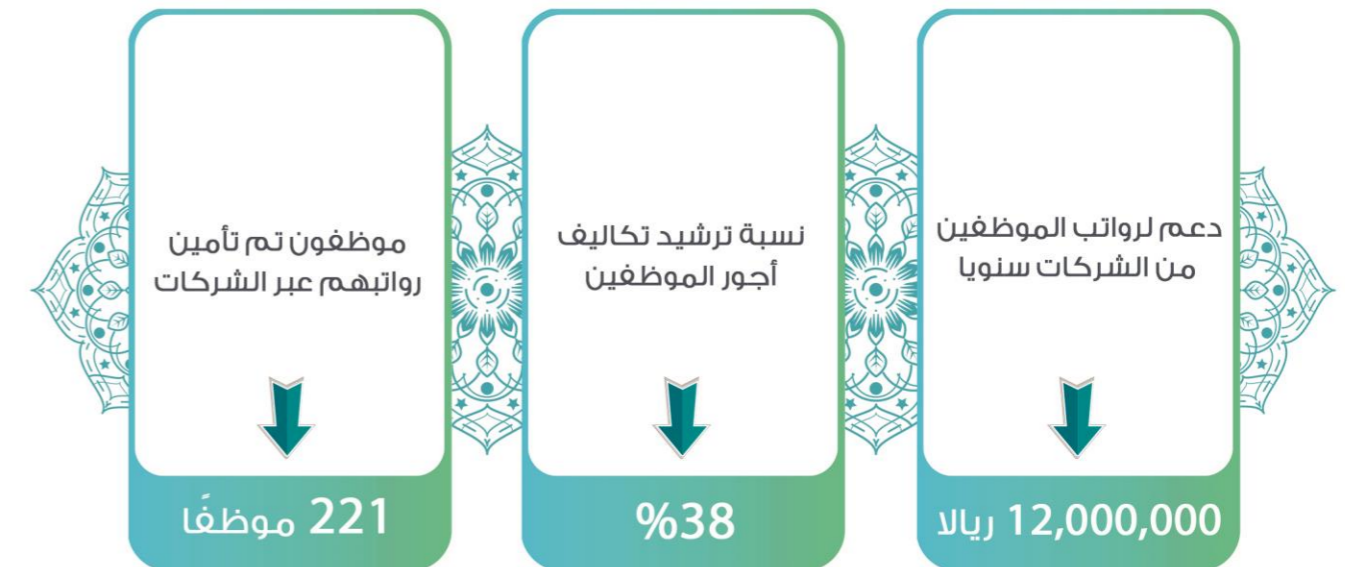 دعم لرواتب الموظفين
من الشركات سنويا
12,000,000 ريالا
نسبة ترشيد تكاليف
أجور الموظفين
%38
موظفون تم تأمين
رواتبهم عبر الشركات
221 موظفًا